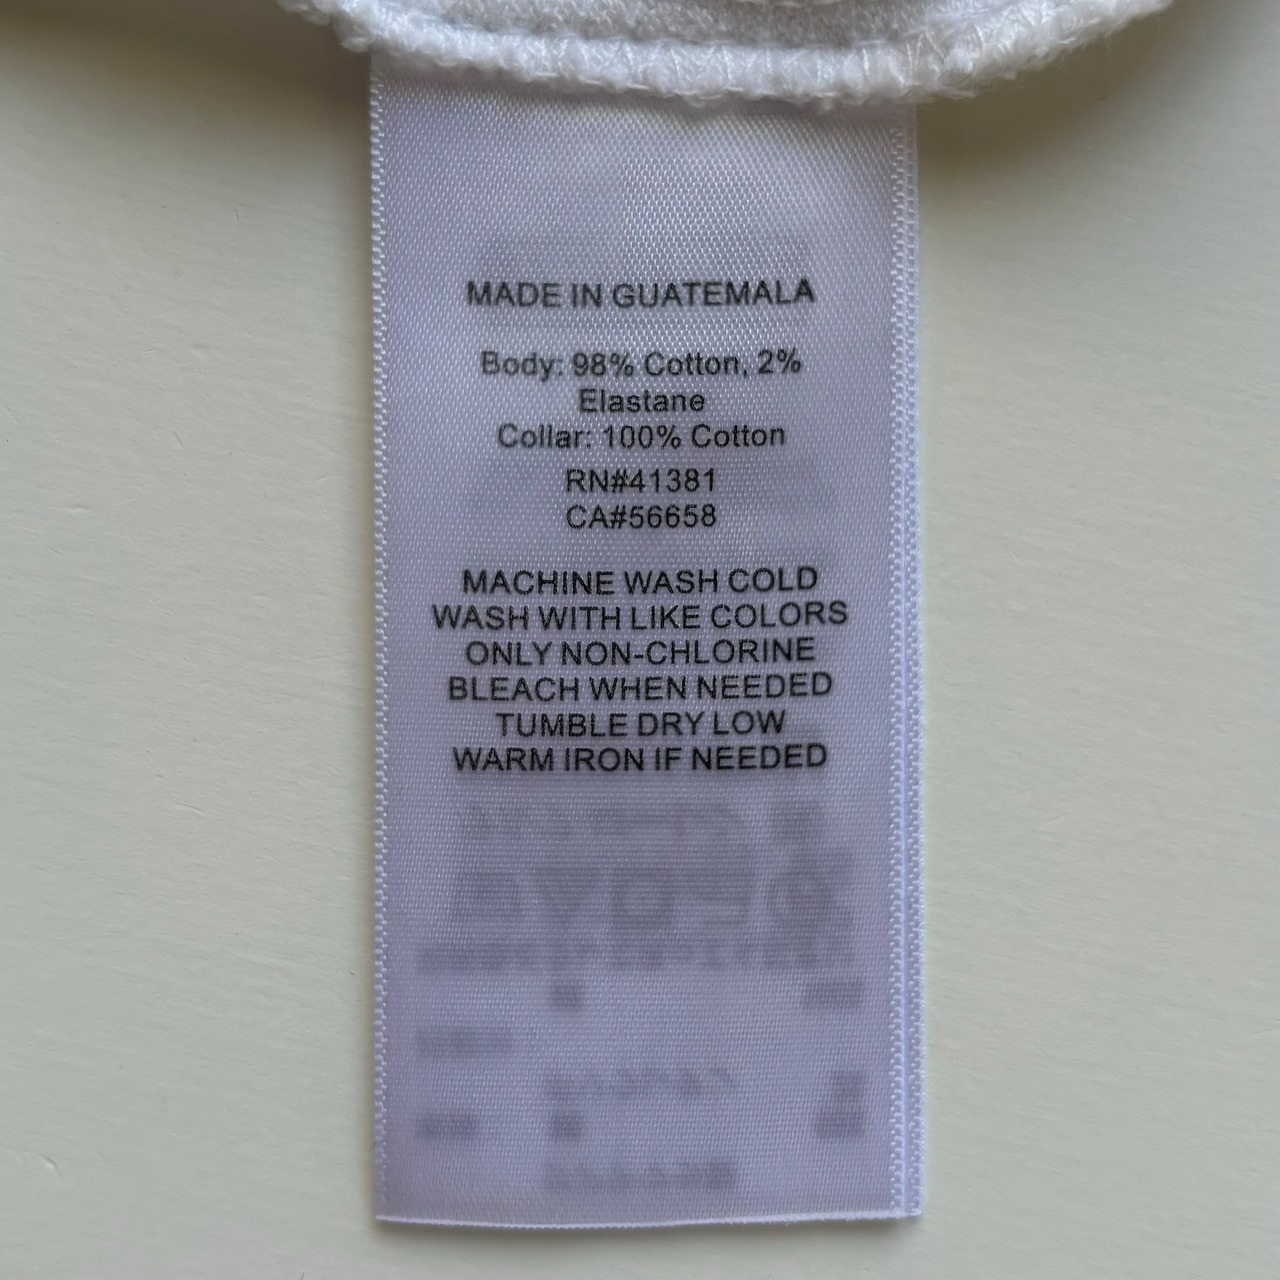 MADE IN GUATEMALA
Body: 98% Cotton, 2%
Elastane
Collar: 100% Cotton
RN#41381
CA#56658
MACHINE WASH COLD
WASH WITH LIKE COLORS
ONLY NON-CHLORINE
BLEACH WHEN NEEDED
TUMBLE DRY LOW
WARM IRON IF NEEDED